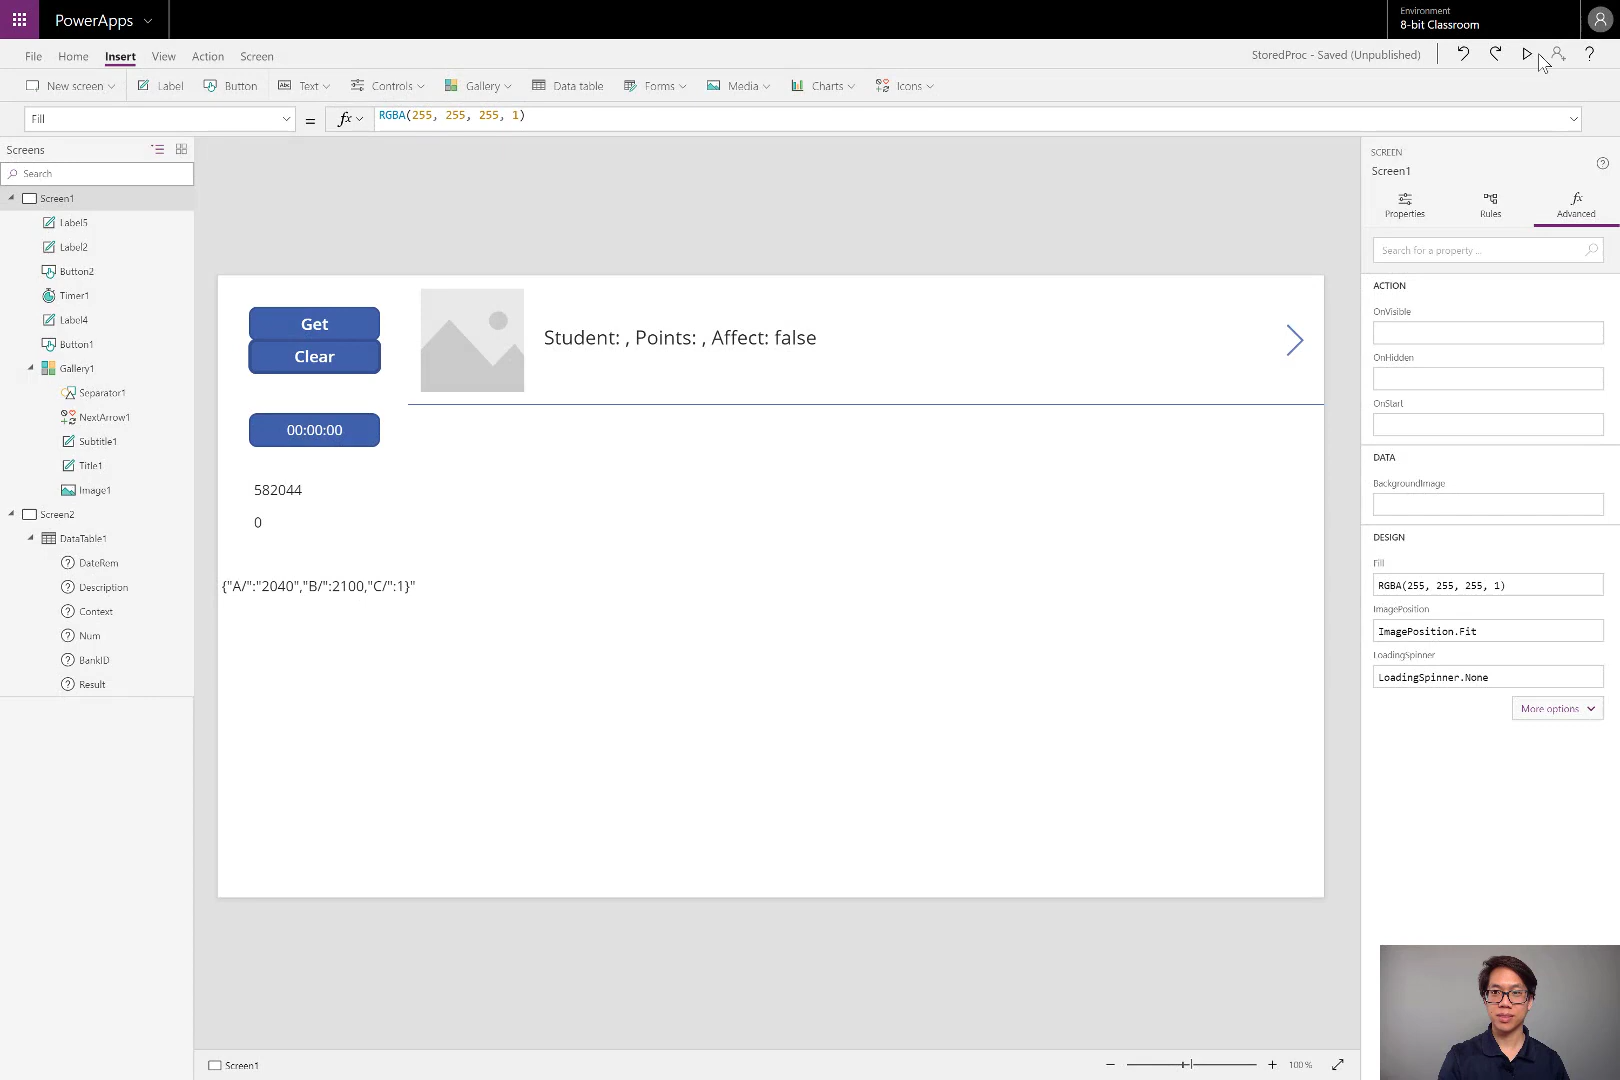 PowerApps
Environment
8-bit Classroom
File Home Insert View Action Screen
StoredProc - Saved (Unpublished)
New screen Label Button Text Controls Gallery Data table Forms Media Charts Icons
Fill = fx RGBA(255, 255, 255, 1)
Screens
Search
Screen1
Label5
Label2
Button2
Timer1
Label4
Button1
Gallery1
Separator1
NextArrow1
Subtitle1
Title1
Image1
Screen2
DataTable1
DateRem
Description
Context
Num
BankID
Result
Get
Clear
Student: , Points: , Affect: false
00:00:00
582044
0
{"A/":"2040","B/":2100,"C/":1}"
SCREEN
Screen1
Properties Rules Advanced
Search for a property ...
ACTION
OnVisible
OnHidden
OnStart
DATA
BackgroundImage
DESIGN
Fill
RGBA(255, 255, 255, 1)
ImagePosition
ImagePosition.Fit
LoadingSpinner
LoadingSpinner.None
More options
Screen1
100 %